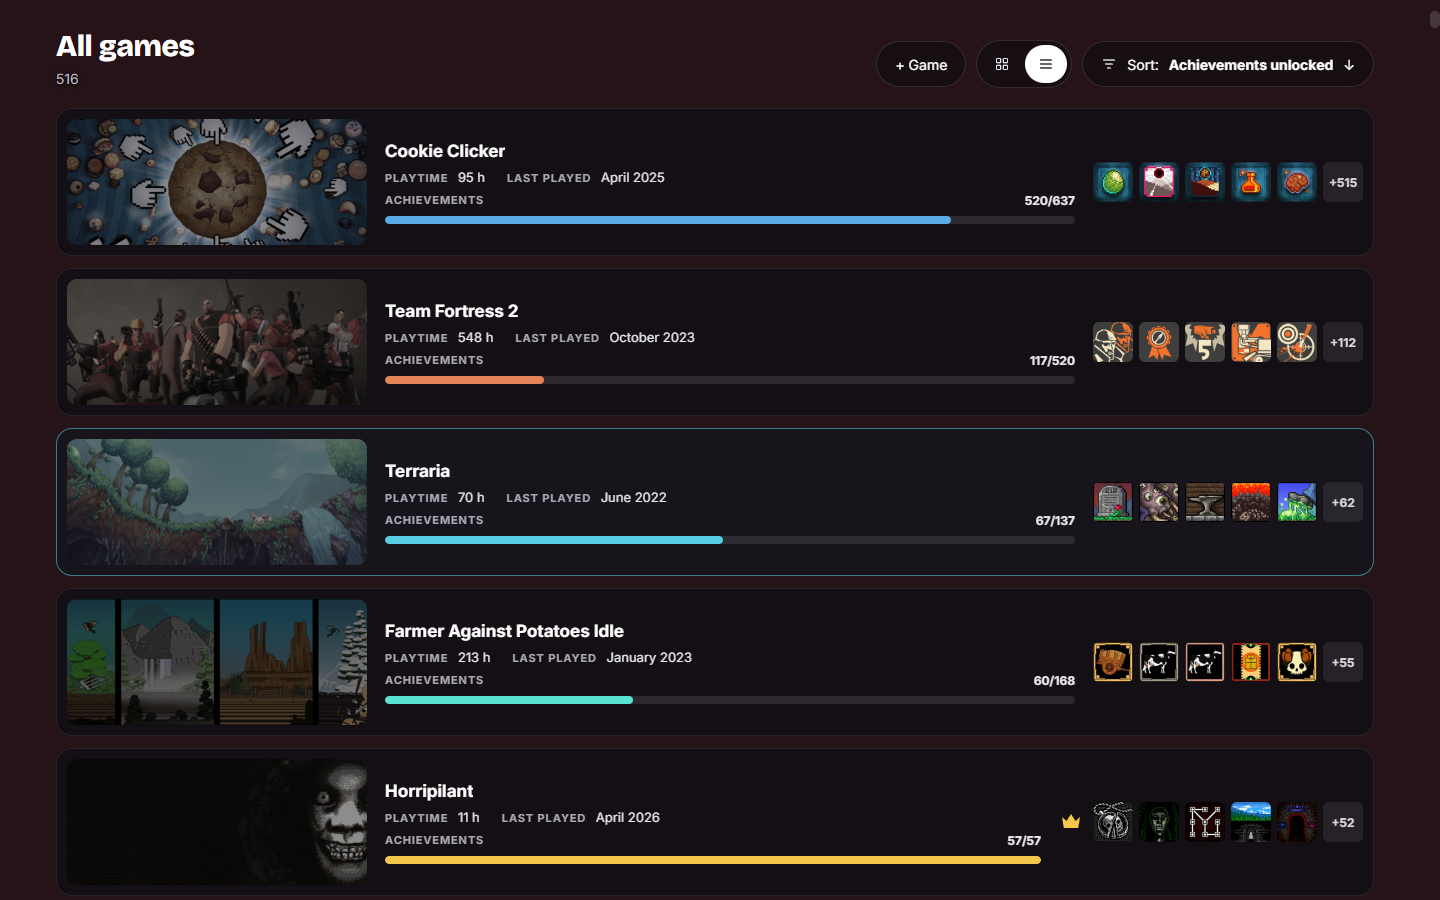 All games
516
+ Game
Sort: Achievements unlocked
Cookie Clicker
PLAYTIME 95 h LAST PLAYED April 2025
ACHIEVEMENTS 520/637
+515
Team Fortress 2
PLAYTIME 548 h LAST PLAYED October 2023
ACHIEVEMENTS 117/520
5
+112
Terraria
PLAYTIME 70 h LAST PLAYED June 2022
ACHIEVEMENTS 67/137
+62
Farmer Against Potatoes Idle
PLAYTIME 213 h LAST PLAYED January 2023
ACHIEVEMENTS 60/168
+55
Horripilant
PLAYTIME 11 h LAST PLAYED April 2026
ACHIEVEMENTS 57/57
+52